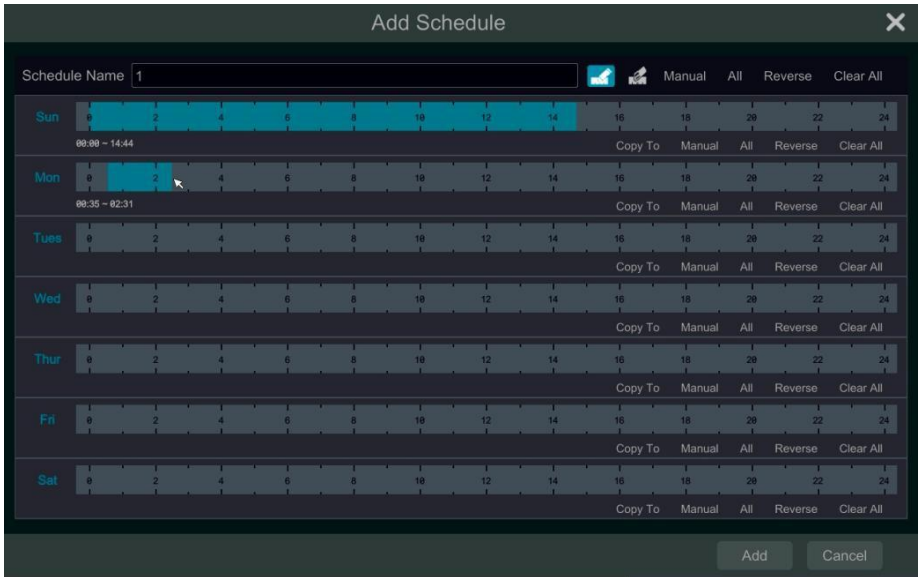 Add Schedule
Schedule Name 1 Manual All Reverse Clear All
Sun 0 2 4 6 8 10 12 14 16 18 20 22 24
00:00 ~ 14:44 Copy To Manual All Reverse Clear All
Mon 0 2 4 6 8 10 12 14 16 18 20 22 24
00:35 ~ 02:31 Copy To Manual All Reverse Clear All
Tues 0 2 4 6 8 10 12 14 16 18 20 22 24
Copy To Manual All Reverse Clear All
Wed 0 2 4 6 8 10 12 14 16 18 20 22 24
Copy To Manual All Reverse Clear All
Thur 0 2 4 6 8 10 12 14 16 18 20 22 24
Copy To Manual All Reverse Clear All
Fri 0 2 4 6 8 10 12 14 16 18 20 22 24
Copy To Manual All Reverse Clear All
Sat 0 2 4 6 8 10 12 14 16 18 20 22 24
Copy To Manual All Reverse Clear All
Add Cancel